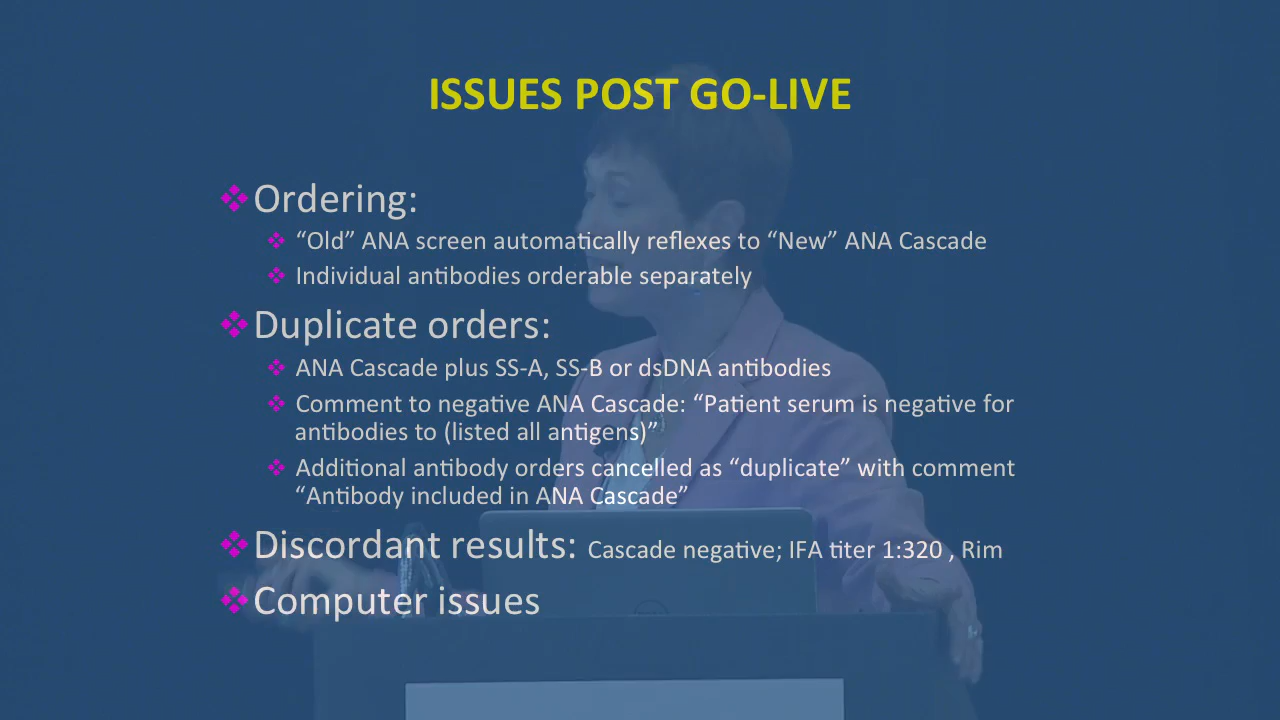 ISSUES POST GO-LIVE
Ordering:
“Old” ANA screen automatically reflexes to “New” ANA Cascade
Individual antibodies orderable separately
Duplicate orders:
ANA Cascade plus SS-A, SS-B or dsDNA antibodies
Comment to negative ANA Cascade: “Patient serum is negative for
antibodies to (listed all antigens)”
Additional antibody orders cancelled as “duplicate” with comment
“Antibody included in ANA Cascade”
Discordant results: Cascade negative; IFA titer 1:320 , Rim
Computer issues